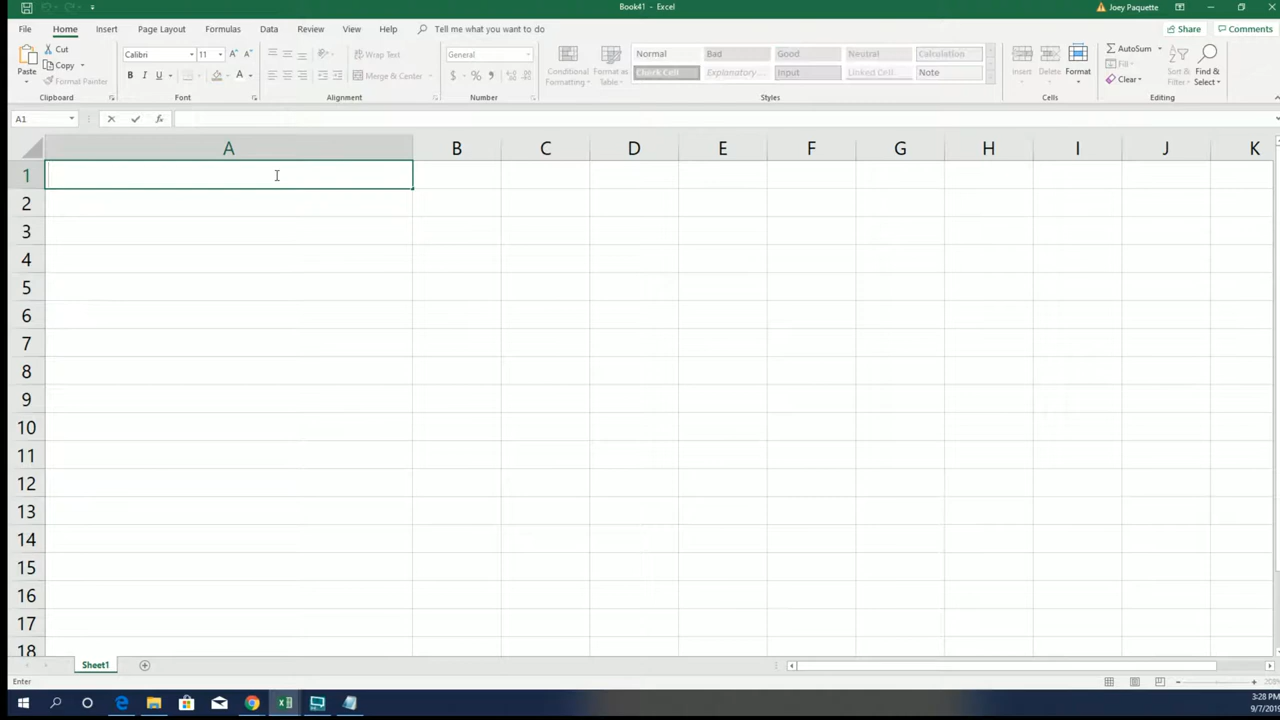 Book41 - Excel
Joey Paquette
File Home Insert Page Layout Formulas Data Review View Help Tell me what you want to do Share Comments
Cut
Copy
Format Painter
Paste
Clipboard
Calibri 11
B I U
Font
Wrap Text
Merge & Center
Alignment
General
$ % ,
Number
Conditional Formatting
Format as Table
Normal Bad Good Neutral Calculation
Check Cell Explanatory... Input Linked Cell Note
Styles
Insert Delete Format
Cells
AutoSum
Fill
Clear
Sort & Filter
Find & Select
Editing
A1 fx
A B C D E F G H I J K
1
2
3
4
5
6
7
8
9
10
11
12
13
14
15
16
17
18
Sheet1
Enter
3:28 PM